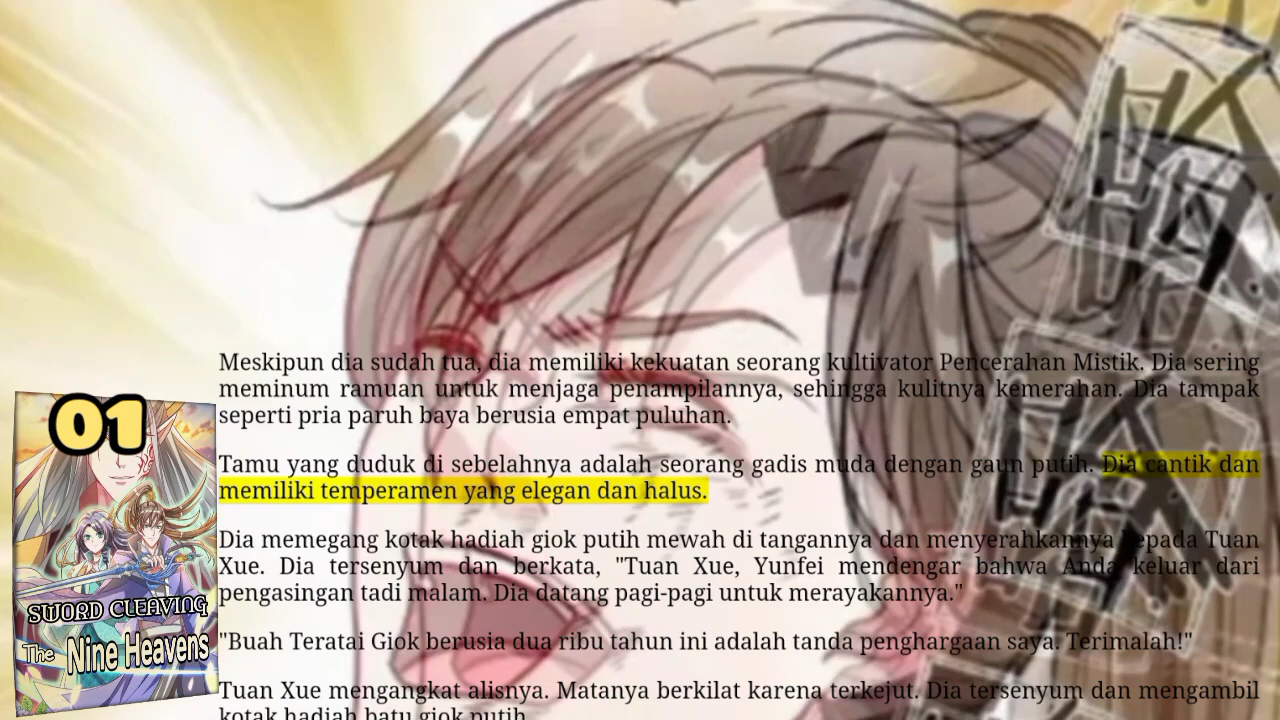 Meskipun dia sudah tua, dia memiliki kekuatan seorang kultivator Pencerahan Mistik. Dia sering
meminum ramuan untuk menjaga penampilannya, sehingga kulitnya kemerahan. Dia tampak
seperti pria paruh baya berusia empat puluhan.
Tamu yang duduk di sebelahnya adalah seorang gadis muda dengan gaun putih. Dia cantik dan
memiliki temperamen yang elegan dan halus.
Dia memegang kotak hadiah giok putih mewah di tangannya dan menyerahkannya kepada Tuan
Xue. Dia tersenyum dan berkata, "Tuan Xue, Yunfei mendengar bahwa Anda keluar dari
pengasingan tadi malam. Dia datang pagi-pagi untuk merayakannya."
"Buah Teratai Giok berusia dua ribu tahun ini adalah tanda penghargaan saya. Terimalah!"
Tuan Xue mengangkat alisnya. Matanya berkilat karena terkejut. Dia tersenyum dan mengambil
kotak hadiah batu giok putih.
01
SWORD CLEAVING
The Nine Heavens